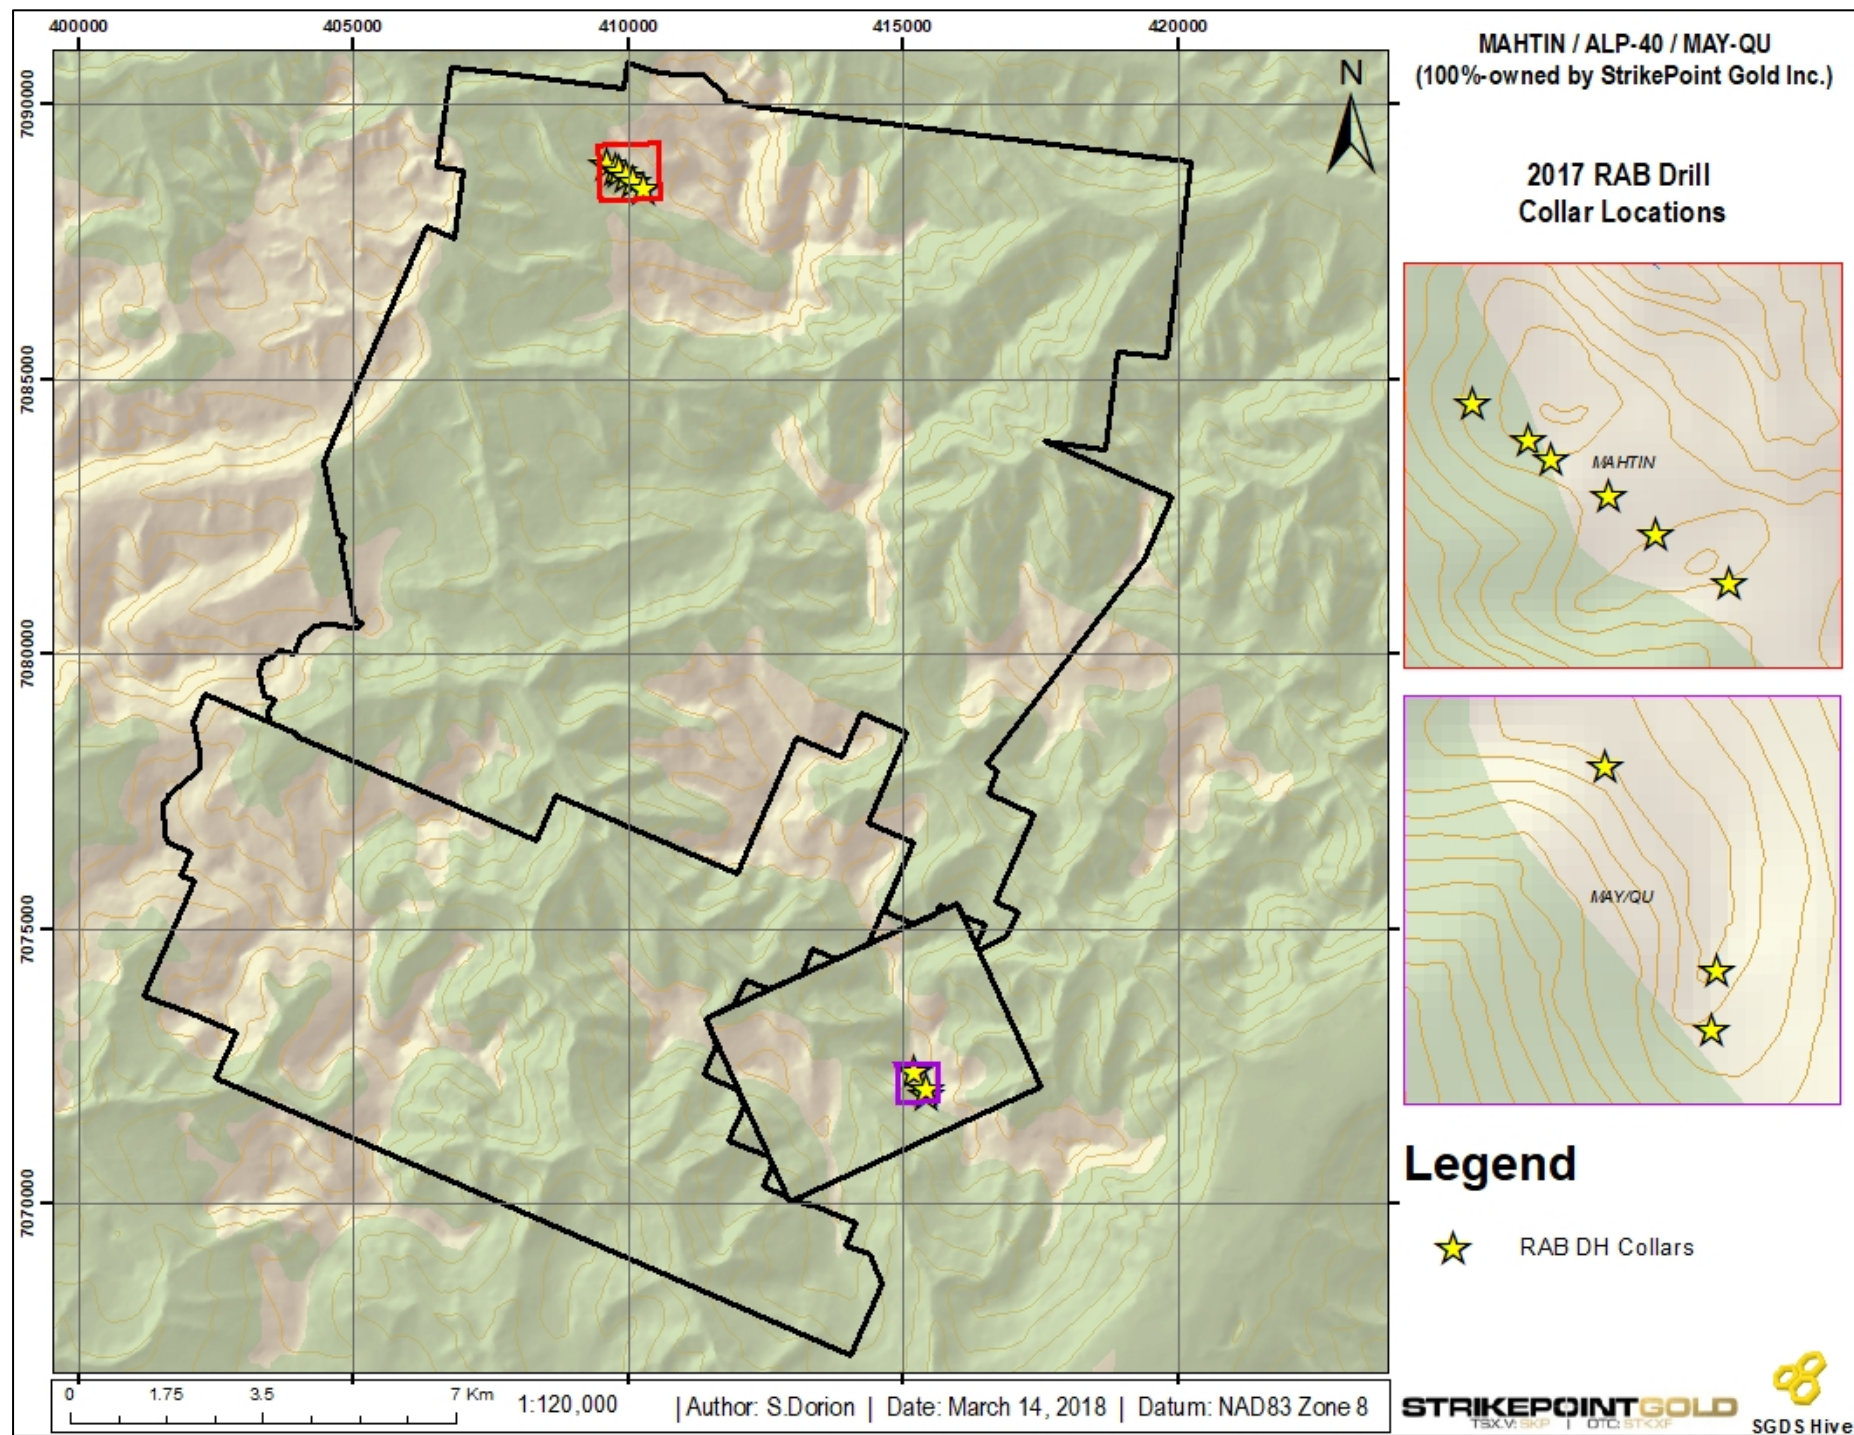 400000 405000 410000 415000 420000
7090000
7085000
7080000
7075000
7070000
N
MAHTIN / ALP-40 / MAY-QU
(100%-owned by StrikePoint Gold Inc.)
2017 RAB Drill
Collar Locations
MAHTIN
MAY/QU
Legend
RAB DH Collars
0 1.75 3.5 7 Km
1:120,000
| Author: S.Dorion | Date: March 14, 2018 | Datum: NAD83 Zone 8
STRIKEPOINTGOLD
TSX.V: SKP | OTC: STKXF
SGDS Hive